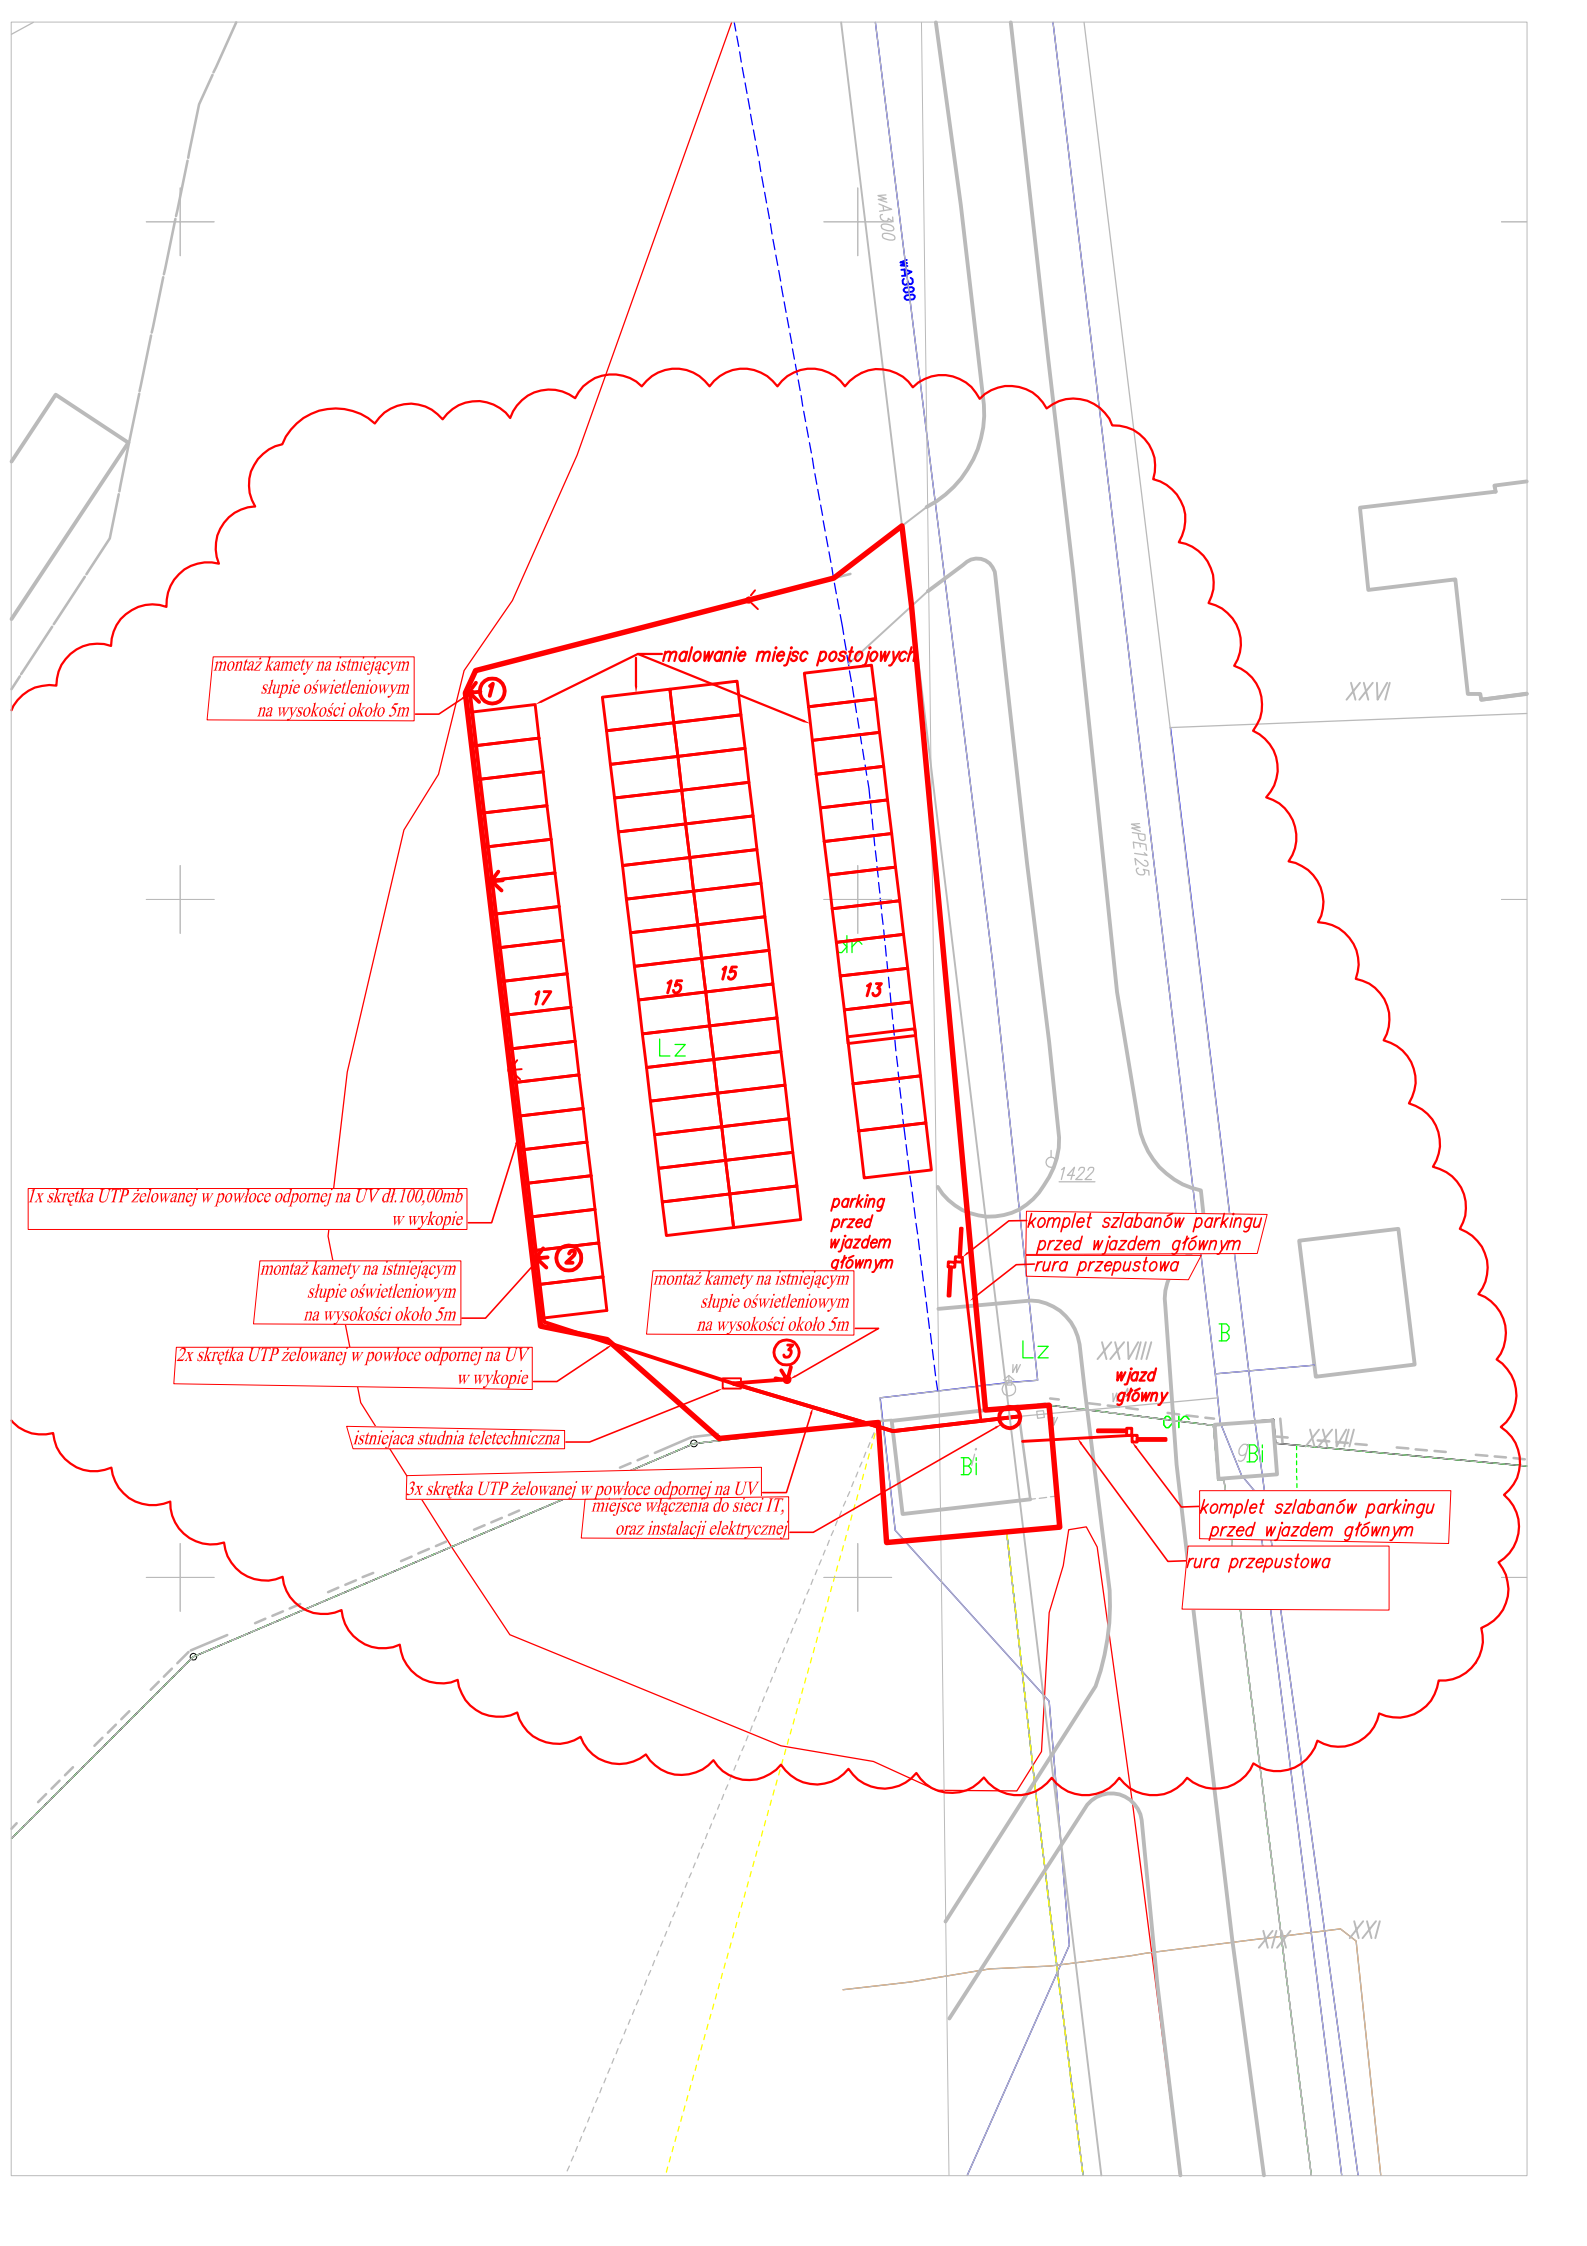 wA300
wA300
malowanie miejsc postojowych
montaż kamety na istniejącym
słupie oświetleniowym
na wysokości około 5m
1
XXVI
wPE125
dr
17
15
15
13
Lz
1422
1x skrętka UTP żelowanej w powłoce odpornej na UV dł.100,00mb
w wykopie
parking
przed
wjazdem
głównym
komplet szlabanów parkingu
przed wjazdem głównym
rura przepustowa
2
montaż kamety na istniejącym
słupie oświetleniowym
na wysokości około 5m
montaż kamety na istniejącym
słupie oświetleniowym
na wysokości około 5m
3
B
Lz
XXVIII
w
wjazd
główny
2x skrętka UTP żelowanej w powłoce odpornej na UV
w wykopie
er
istniejaca studnia teletechniczna
XXVII
g
Bi
Bi
3x skrętka UTP żelowanej w powłoce odpornej na UV
miejsce włączenia do sieci IT,
oraz instalacji elektrycznej
komplet szlabanów parkingu
przed wjazdem głównym
rura przepustowa
XIX
XXI